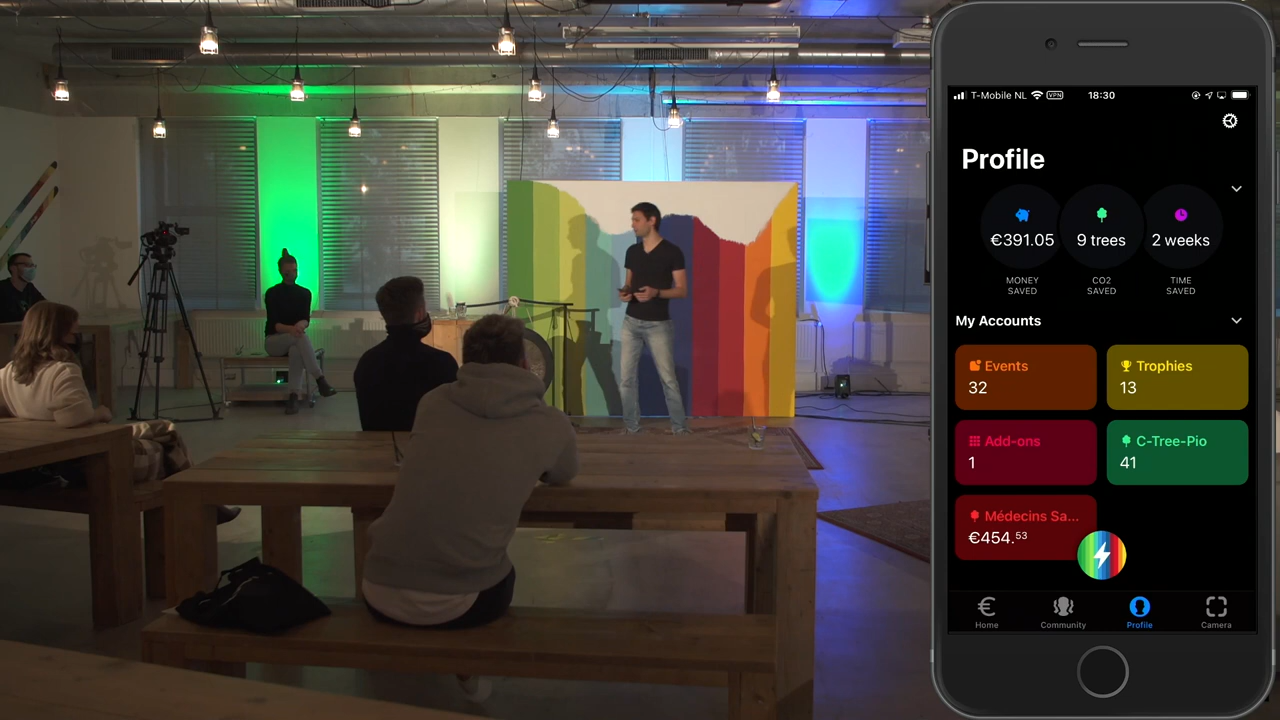 T-Mobile NL VPN 18:30
Profile
€391.05 9 trees 2 weeks
MONEY SAVED CO2 SAVED TIME SAVED
My Accounts
Events Trophies
32 13
Add-ons C-Tree-Pio
1 41
Médecins Sa...
€454.53
Home Community Profile Camera